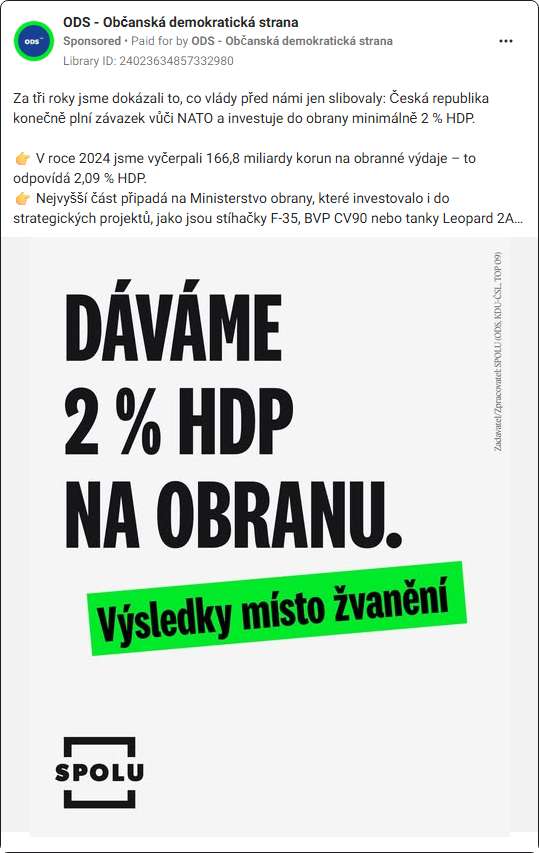 ODS - Občanská demokratická strana
Sponsored • Paid for by ODS - Občanská demokratická strana
Library ID: 24023634857332980
Za tři roky jsme dokázali to, co vlády před námi jen slibovaly: Česká republika
konečně plní závazek vůči NATO a investuje do obrany minimálně 2 % HDP.
👉 V roce 2024 jsme vyčerpali 166,8 miliardy korun na obranné výdaje – to
odpovídá 2,09 % HDP.
👉 Nejvyšší část připadá na Ministerstvo obrany, které investovalo i do
strategických projektů, jako jsou stíhačky F-35, BVP CV90 nebo tanky Leopard 2A...
Zadavatel/Zpracovatel: SPOLU (ODS, KDU-ČSL, TOP 09)
DÁVÁME
2 % HDP
NA OBRANU.
Výsledky místo žvanění
SPOLU